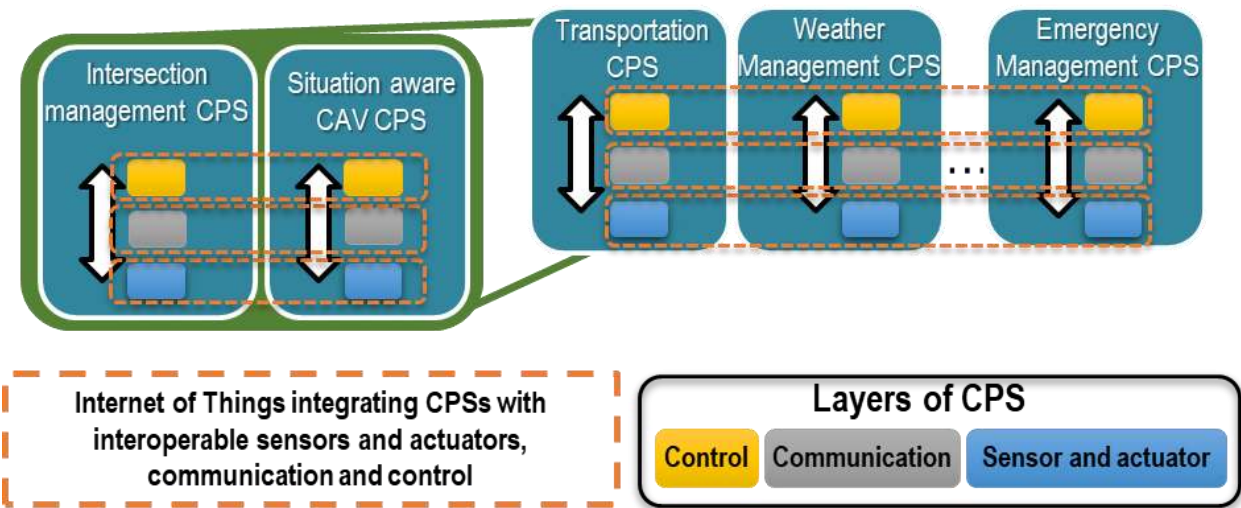 Intersection
management CPS
Situation aware
CAV CPS
Transportation
CPS
Weather
Management CPS
...
Emergency
Management CPS
Internet of Things integrating CPSs with
interoperable sensors and actuators,
communication and control
Layers of CPS
Control
Communication
Sensor and actuator